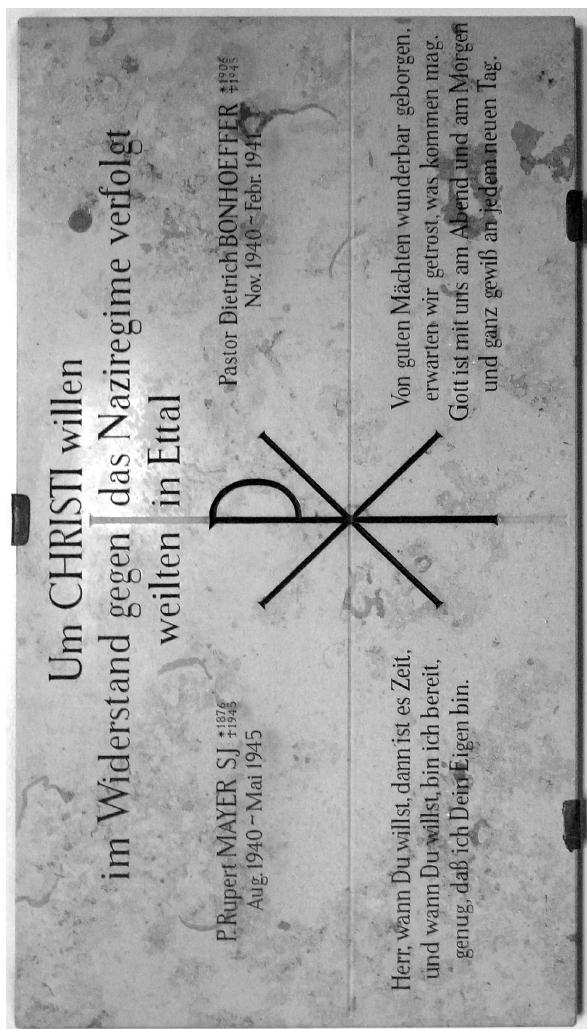 Um CHRISTI willen
im Widerstand gegen das Naziregime verfolgt
weilten in Ettal
P. Rupert MAYER SJ *1876 ‡1945
Aug. 1940 ~ Mai 1945
Pastor Dietrich BONHOEFFER *1906 ‡1945
Nov. 1940 ~ Febr. 1941
Herr, wann Du willst, dann ist es Zeit,
und wann Du willst, bin ich bereit,
genug, daß ich Dein Eigen bin.
Von guten Mächten wunderbar geborgen,
erwarten wir getrost, was kommen mag.
Gott ist mit uns am Abend und am Morgen
und ganz gewiß an jedem neuen Tag.